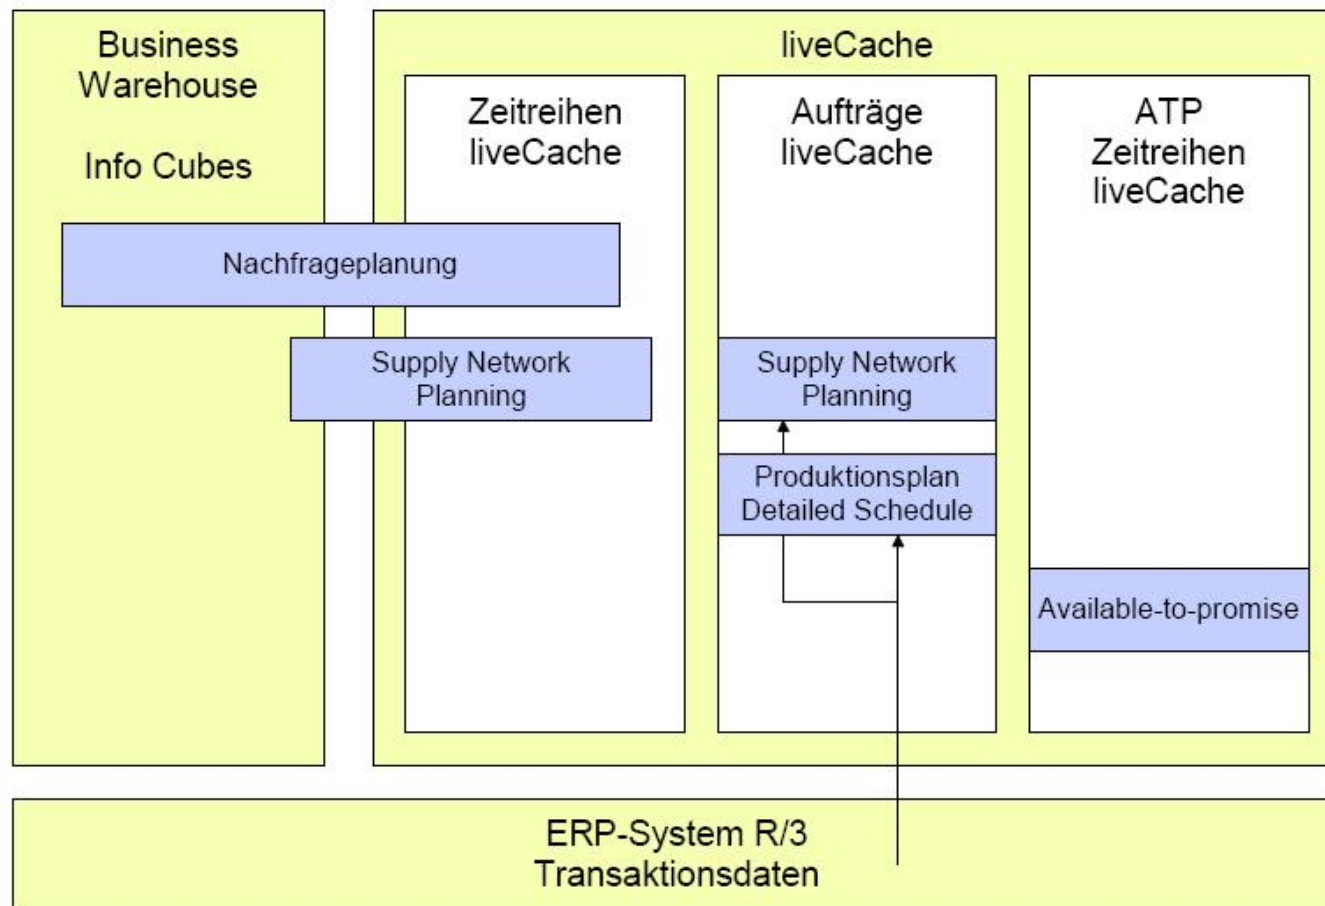 Business
Warehouse
Info Cubes
liveCache
Zeitreihen
liveCache
Aufträge
liveCache
ATP
Zeitreihen
liveCache
Nachfrageplanung
Supply Network
Planning
Supply Network
Planning
Produktionsplan
Detailed Schedule
Available-to-promise
ERP-System R/3
Transaktionsdaten